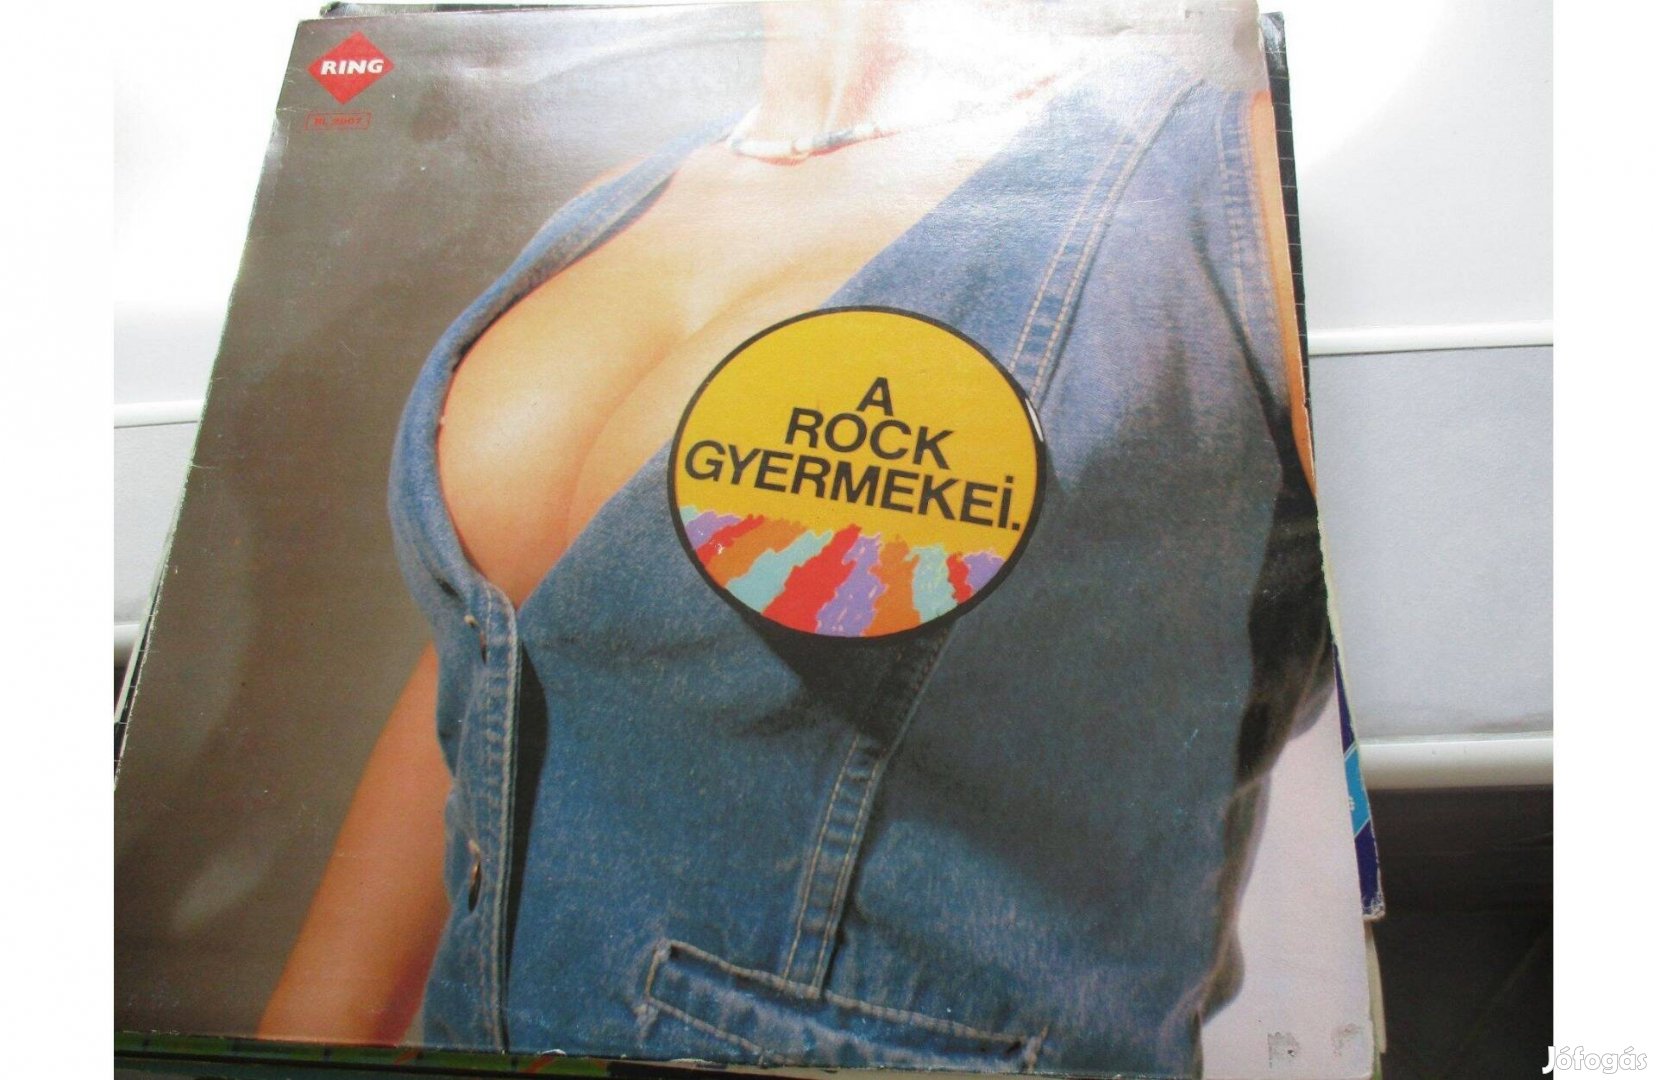 RING
A
ROCK
GYERMEKEİ.
Jófogás